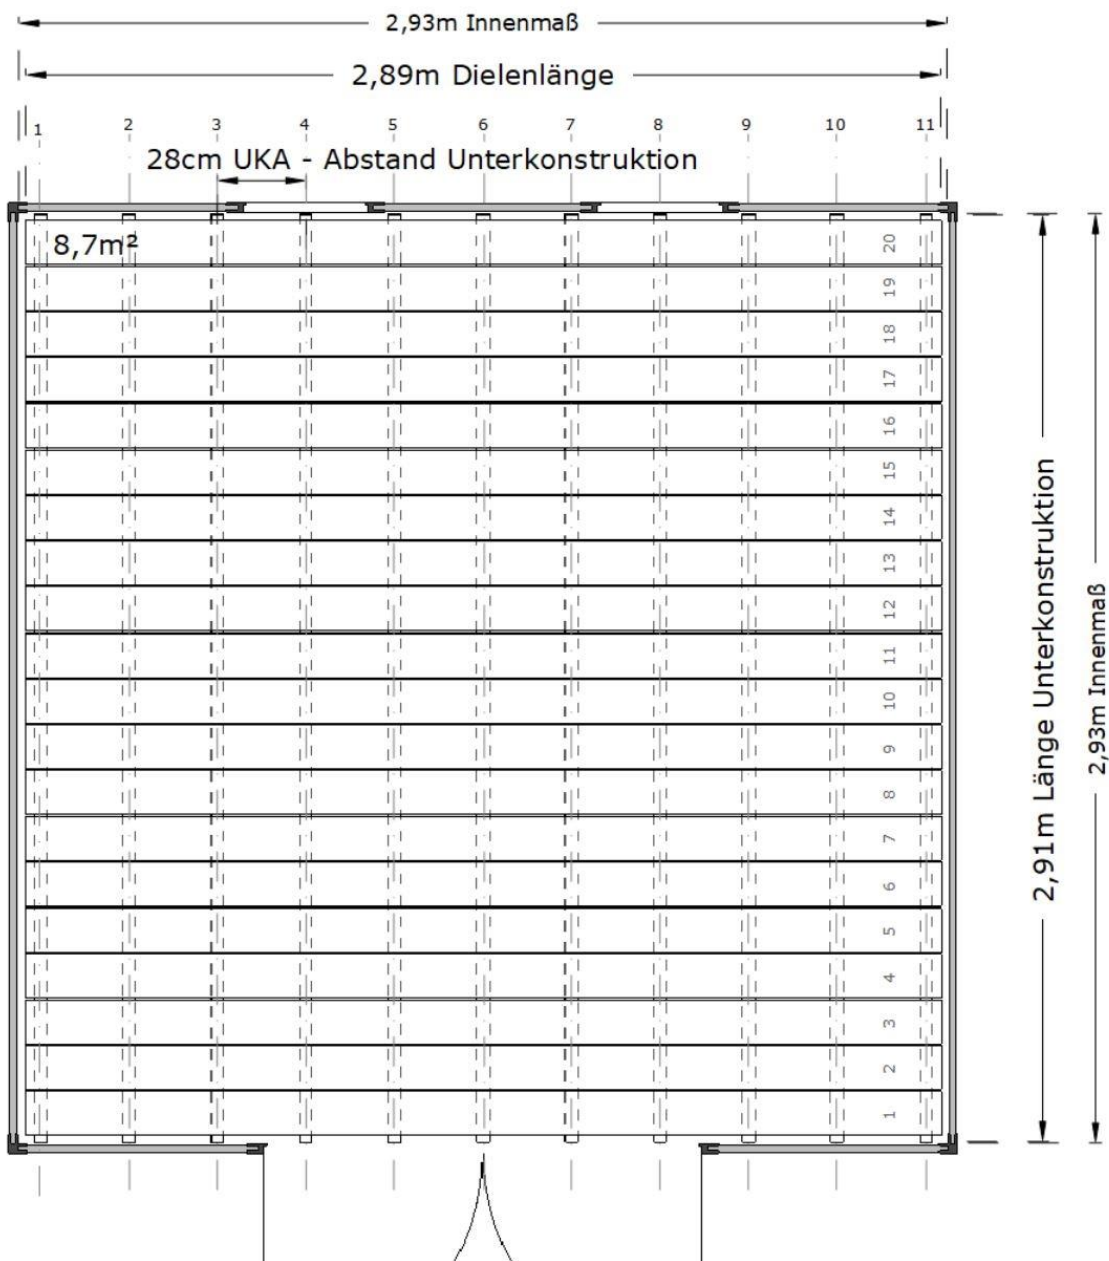 2,93m Innenmaß
2,89m Dielenlänge
1 2 3 4 5 6 7 8 9 10 11
28cm UKA - Abstand Unterkonstruktion
8,7m²
20
19
18
17
16
15
14
13
12
11
10
9
8
7
6
5
4
3
2
1
2,91m Länge Unterkonstruktion
2,93m Innenmaß